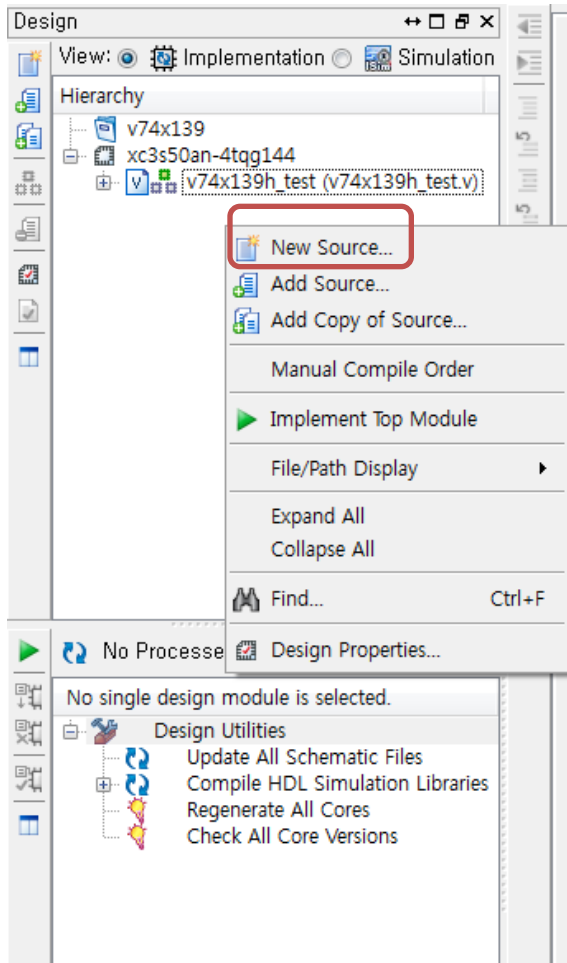 Design
View: Implementation Simulation
Hierarchy
v74x139
xc3s50an-4tqg144
v74x139h_test (v74x139h_test.v)
New Source...
Add Source...
Add Copy of Source...
Manual Compile Order
Implement Top Module
File/Path Display
Expand All
Collapse All
Find... Ctrl+F
Design Properties...
No Processe
No single design module is selected.
Design Utilities
Update All Schematic Files
Compile HDL Simulation Libraries
Regenerate All Cores
Check All Core Versions